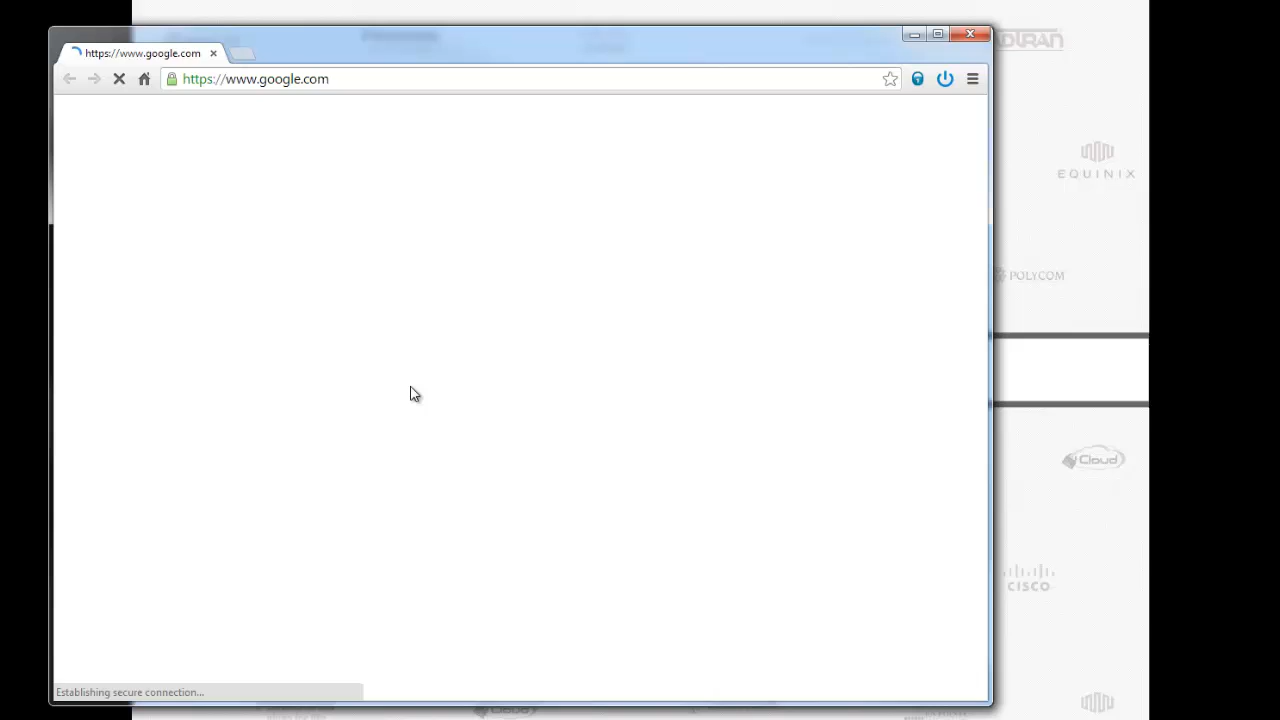 https://www.google.com
https://www.google.com
EQUINIX
POLYCOM
Cloud
CISCO
Establishing secure connection...